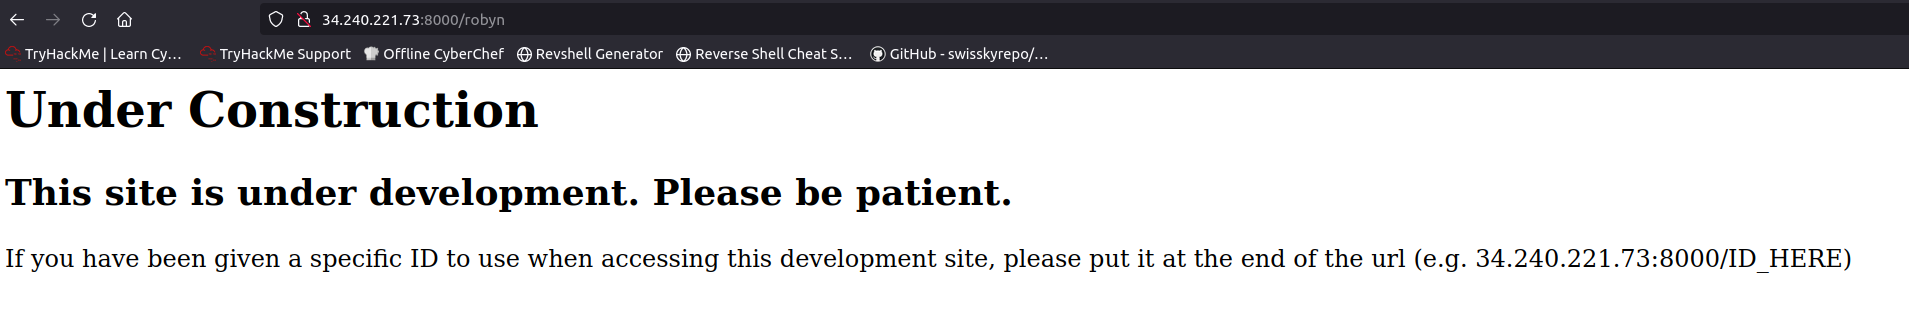 34.240.221.73:8000/robyn
TryHackMe | Learn Cy... TryHackMe Support Offline CyberChef Revshell Generator Reverse Shell Cheat S... GitHub - swisskyrepo/...
Under Construction
This site is under development. Please be patient.
If you have been given a specific ID to use when accessing this development site, please put it at the end of the url (e.g. 34.240.221.73:8000/ID_HERE)